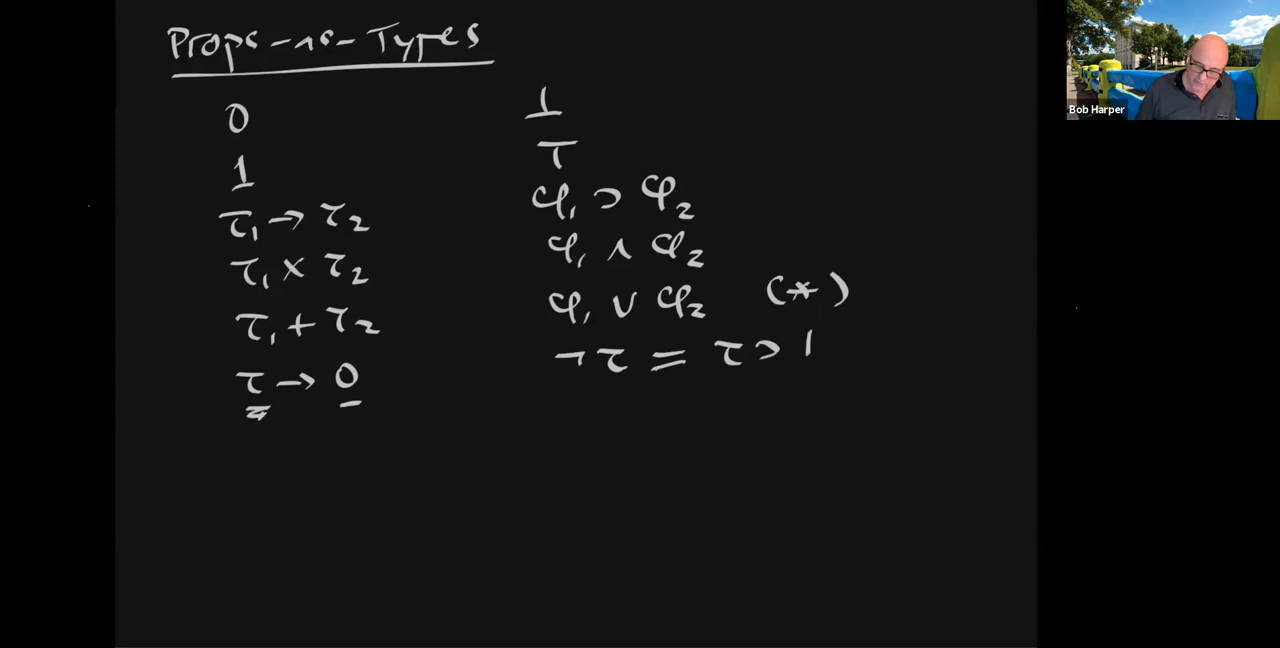 Props-as-Types
0 ⊥
1 ⊤
τ₁ → τ₂ φ₁ ⊃ φ₂
τ₁ × τ₂ φ₁ ∧ φ₂
τ₁ + τ₂ φ₁ ∨ φ₂ (*)
τ → 0 ¬τ = τ ⊃ ⊥
Bob Harper